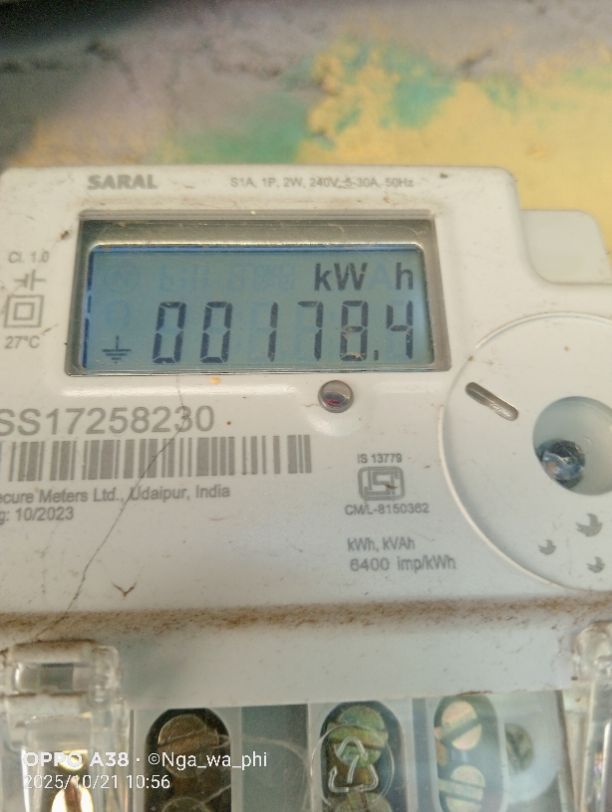 SARAL S1A, 1P, 2W, 240V, 5-30A, 50Hz
Cl. 1.0
kWh
00178.4
27°C
SS17258230
ecure Meters Ltd., Udaipur, India
g: 10/2023
IS 13779
CM/L-8150362
kWh, kVAh
6400 imp/kWh
OPPO A38 · ©Nga_wa_phi
2025/10/21 10:56